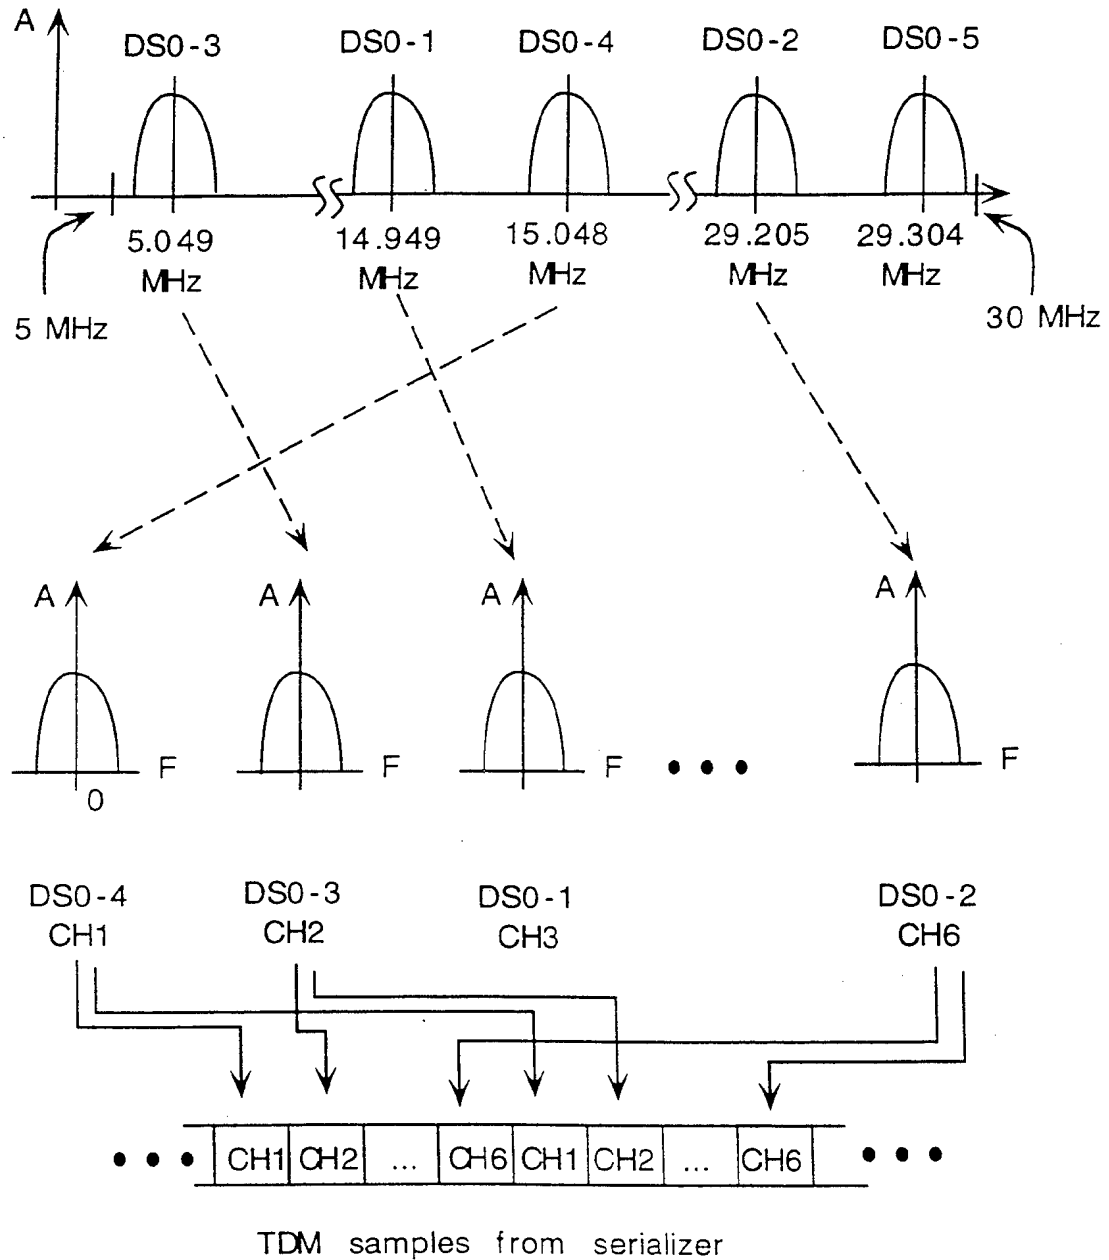 A
DS0-3 DS0-1 DS0-4 DS0-2 DS0-5
5.049 14.949 15.048 29.205 29.304
MHz MHz MHz MHz MHz
5 MHz 30 MHz
A A A A
F F F F
0
DS0-4 DS0-3 DS0-1 DS0-2
CH1 CH2 CH3 CH6
CH1 CH2 ... CH6 CH1 CH2 ... CH6
TDM samples from serializer